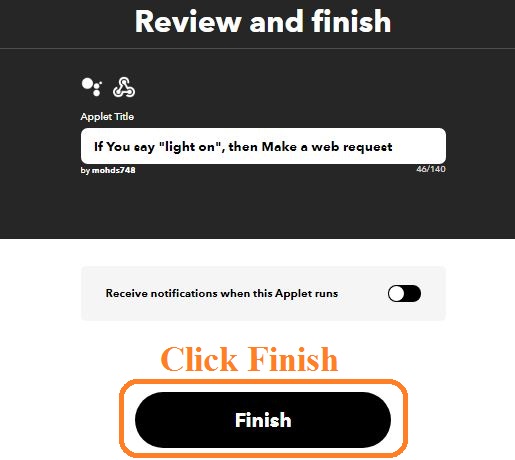 Review and finish
Applet Title
If You say "light on", then Make a web request
by mohds748 46/140
Receive notifications when this Applet runs
Click Finish
Finish